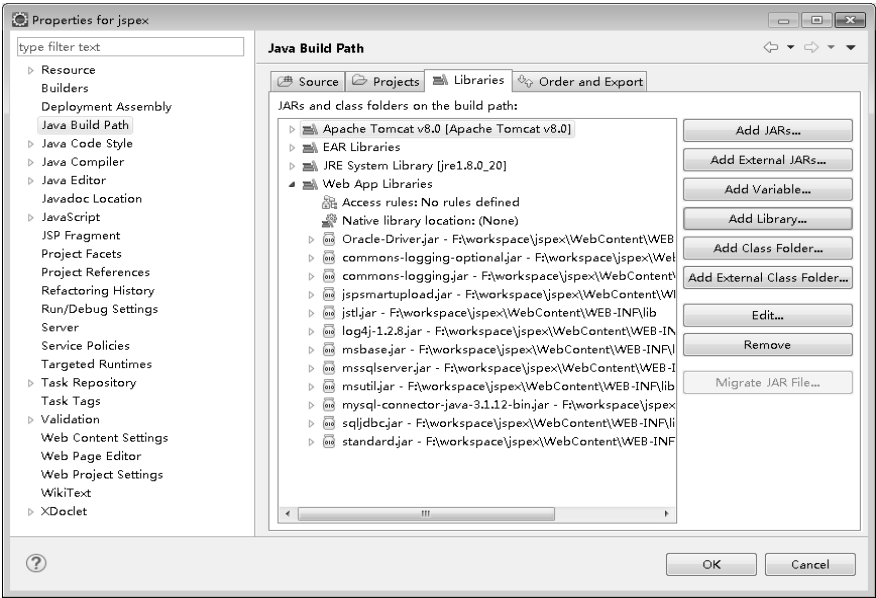 Properties for jspex
type filter text
Resource
Builders
Deployment Assembly
Java Build Path
Java Code Style
Java Compiler
Java Editor
Javadoc Location
JavaScript
JSP Fragment
Project Facets
Project References
Refactoring History
Run/Debug Settings
Server
Service Policies
Targeted Runtimes
Task Repository
Task Tags
Validation
Web Content Settings
Web Page Editor
Web Project Settings
WikiText
XDoclet
Java Build Path
Source Projects Libraries Order and Export
JARs and class folders on the build path:
Apache Tomcat v8.0 [Apache Tomcat v8.0]
EAR Libraries
JRE System Library [jre1.8.0_20]
Web App Libraries
Access rules: No rules defined
Native library location: (None)
Oracle-Driver.jar - F:\workspace\jspex\WebContent\WEB
commons-logging-optional.jar - F:\workspace\jspex\Wel
commons-logging.jar - F:\workspace\jspex\WebContent\
jspsmartupload.jar - F:\workspace\jspex\WebContent\WI
jstl.jar - F:\workspace\jspex\WebContent\WEB-INF\lib
log4j-1.2.8.jar - F:\workspace\jspex\WebContent\WEB-IN
msbase.jar - F:\workspace\jspex\WebContent\WEB-INF\l
mssqlserver.jar - F:\workspace\jspex\WebContent\WEB-I
msutil.jar - F:\workspace\jspex\WebContent\WEB-INF\lib
mysql-connector-java-3.1.12-bin.jar - F:\workspace\jspex
sqljdbc.jar - F:\workspace\jspex\WebContent\WEB-INF\li
standard.jar - F:\workspace\jspex\WebContent\WEB-INF
Add JARs...
Add External JARs...
Add Variable...
Add Library...
Add Class Folder...
Add External Class Folder...
Edit...
Remove
Migrate JAR File...
OK
Cancel